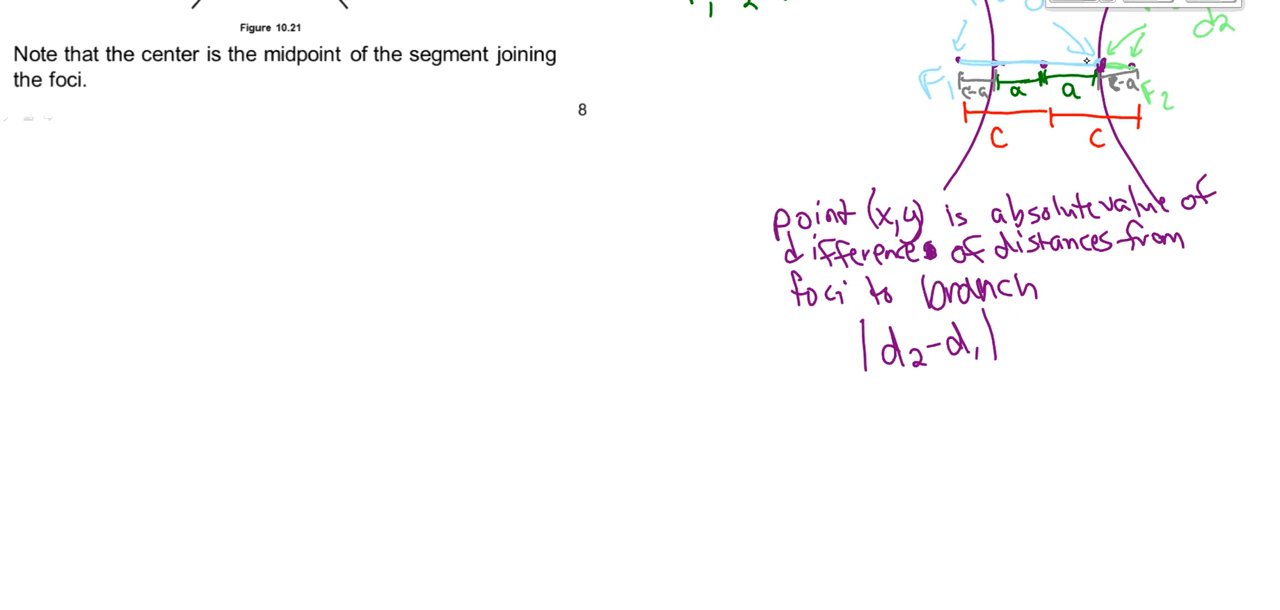 Figure 10.21
Note that the center is the midpoint of the segment joining
the foci.
8
d2
F1
c-a
a
a
c-a
F2
C
C
point (x,y) is absolute value of
difference of distances from
foci to branch
|d2-d1|